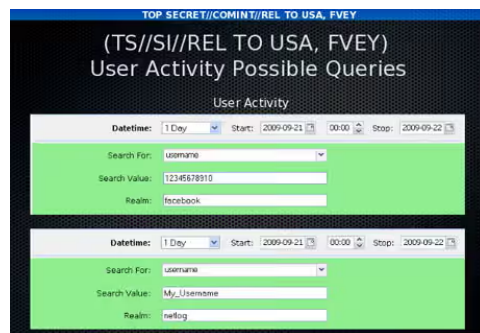 TOP SECRET//COMINT//REL TO USA, FVEY
(TS//SI//REL TO USA, FVEY)
User Activity Possible Queries
User Activity
Datetime: 1 Day Start: 2009-09-21 00:00 Stop: 2009-09-22
Search For: username
Search Value: 12345678910
Realm: facebook
Datetime: 1 Day Start: 2009-09-21 00:00 Stop: 2009-09-22
Search For: username
Search Value: My_Username
Realm: netlog